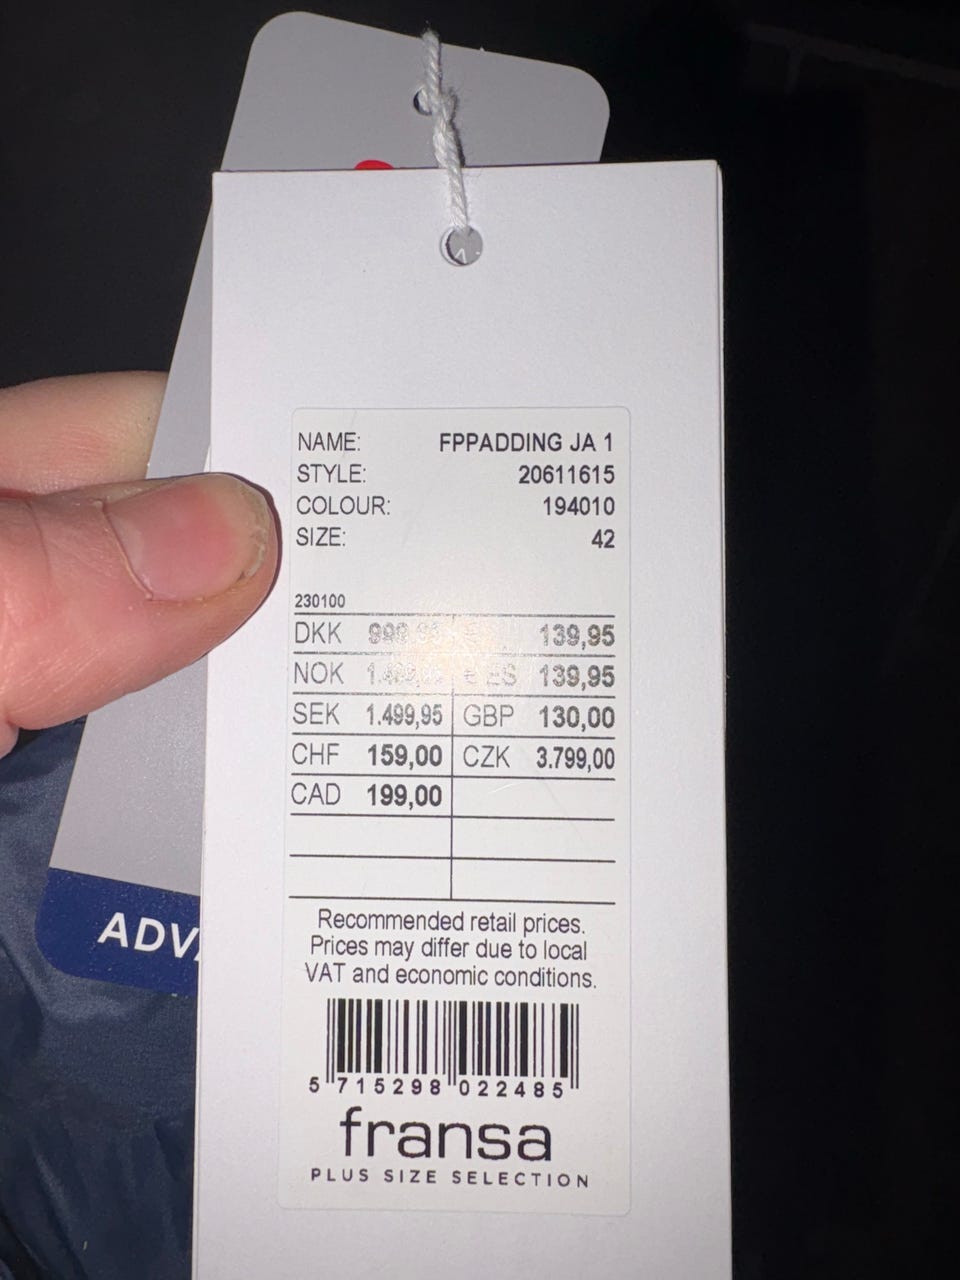 NAME: FPPADDING JA 1
STYLE: 20611615
COLOUR: 194010
SIZE: 42
230100
DKK 139,95
NOK ES 139,95
SEK 1.499,95 GBP 130,00
CHF 159,00 CZK 3.799,00
CAD 199,00
Recommended retail prices.
Prices may differ due to local
VAT and economic conditions.
5 715298 022485
fransa
PLUS SIZE SELECTION